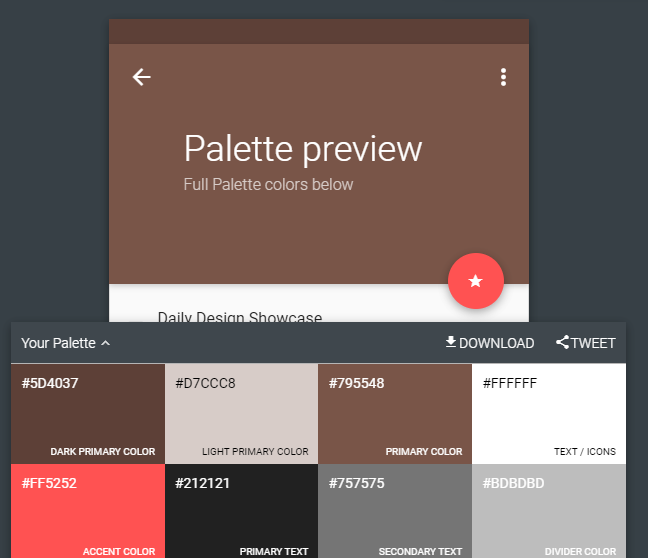 Palette preview
Full Palette colors below
Daily Design Showcase
Your Palette
DOWNLOAD
TWEET
#5D4037
DARK PRIMARY COLOR
#D7CCC8
LIGHT PRIMARY COLOR
#795548
PRIMARY COLOR
#FFFFFF
TEXT / ICONS
#FF5252
ACCENT COLOR
#212121
PRIMARY TEXT
#757575
SECONDARY TEXT
#BDBDBD
DIVIDER COLOR